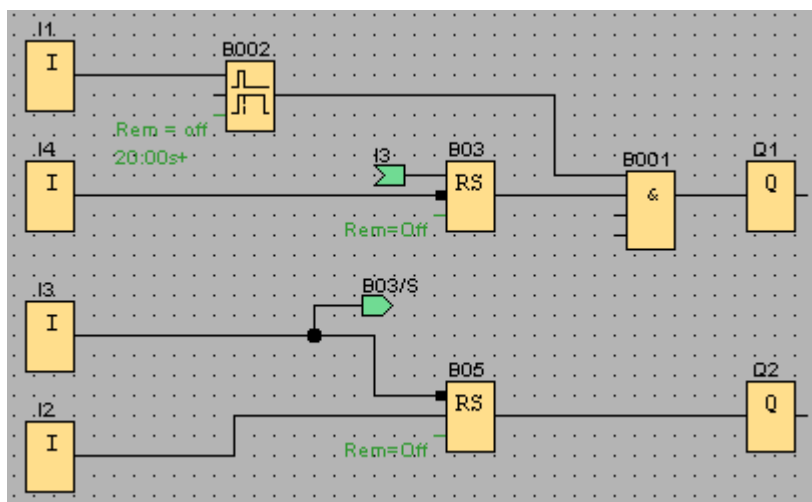 I1
I
B002
Rem = off
20:00s+
I4
I
I3
B03
RS
Rem=Off
B001
&
Q1
Q
I3
I
B03/S
B05
RS
Rem=Off
Q2
Q
I2
I